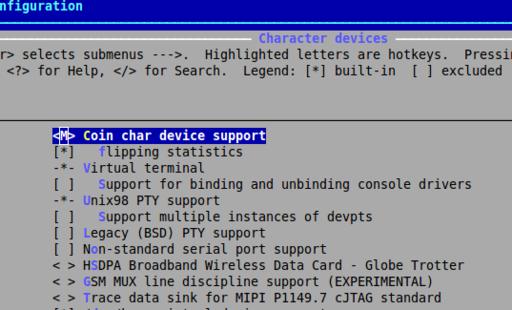 nfiguration
Character devices
r> selects submenus --->.  Highlighted letters are hotkeys.  Pressi
<?> for Help, </> for Search.  Legend: [*] built-in  [ ] excluded
<M> Coin char device support
[*]   flipping statistics
-*- Virtual terminal
[ ]   Support for binding and unbinding console drivers
-*- Unix98 PTY support
[ ]   Support multiple instances of devpts
[ ] Legacy (BSD) PTY support
[ ] Non-standard serial port support
< > HSDPA Broadband Wireless Data Card - Globe Trotter
< > GSM MUX line discipline support (EXPERIMENTAL)
< > Trace data sink for MIPI P1149.7 cJTAG standard